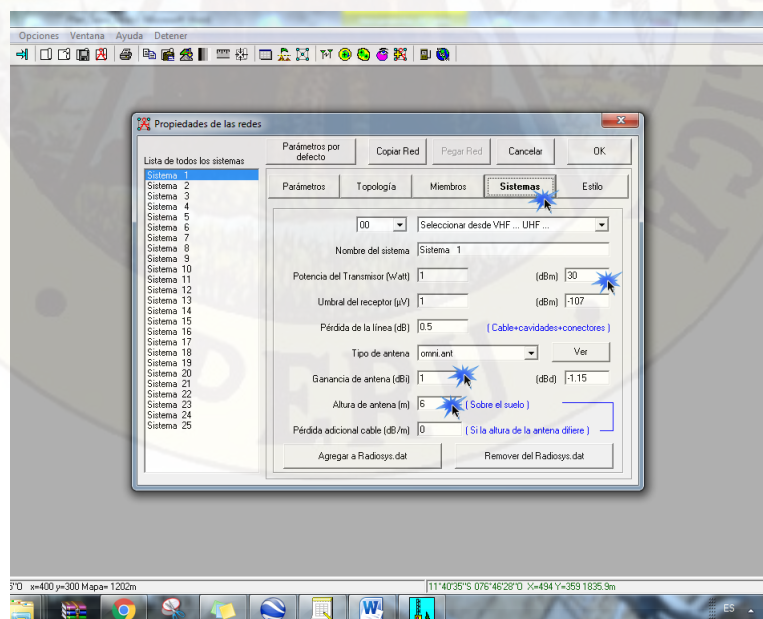 Opciones Ventana Ayuda Detener
Propiedades de las redes
Lista de todos los sistemas
Sistema 1
Sistema 2
Sistema 3
Sistema 4
Sistema 5
Sistema 6
Sistema 7
Sistema 8
Sistema 9
Sistema 10
Sistema 11
Sistema 12
Sistema 13
Sistema 14
Sistema 15
Sistema 16
Sistema 17
Sistema 18
Sistema 19
Sistema 20
Sistema 21
Sistema 22
Sistema 23
Sistema 24
Sistema 25
Parámetros por defecto Copiar Red Pegar Red Cancelar OK
Parámetros Topología Miembros Sistemas Estilo
00 Seleccionar desde VHF ... UHF ...
Nombre del sistema Sistema 1
Potencia del Transmisor (Watt) 1 (dBm) 30
Umbral del receptor (µV) 1 (dBm) -107
Pérdida de la línea (dB) 0.5 ( Cable+cavidades+conectores )
Tipo de antena omni.ant Ver
Ganancia de antena (dBi) 1 (dBd) -1.15
Altura de antena (m) 6 ( Sobre el suelo )
Pérdida adicional cable (dB/m) 0 ( Si la altura de la antena difiere )
Agregar a Radiosys.dat Remover del Radiosys.dat
x=400 y=300 Mapa= 1202m 11°40'35"S 076°46'28"O X=494 Y=359 1835.9m
ES